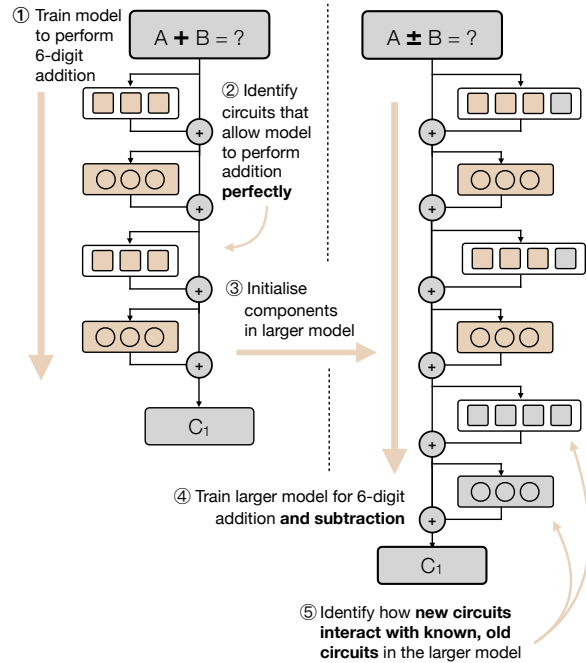 ① Train model
to perform
6-digit
addition
A + B = ?
② Identify
circuits that
allow model
to perform
addition
perfectly
+
+
+
+
C₁
③ Initialise
components
in larger model
A ± B = ?
+
+
+
+
+
+
④ Train larger model for 6-digit
addition and subtraction
C₁
⑤ Identify how new circuits
interact with known, old
circuits in the larger model